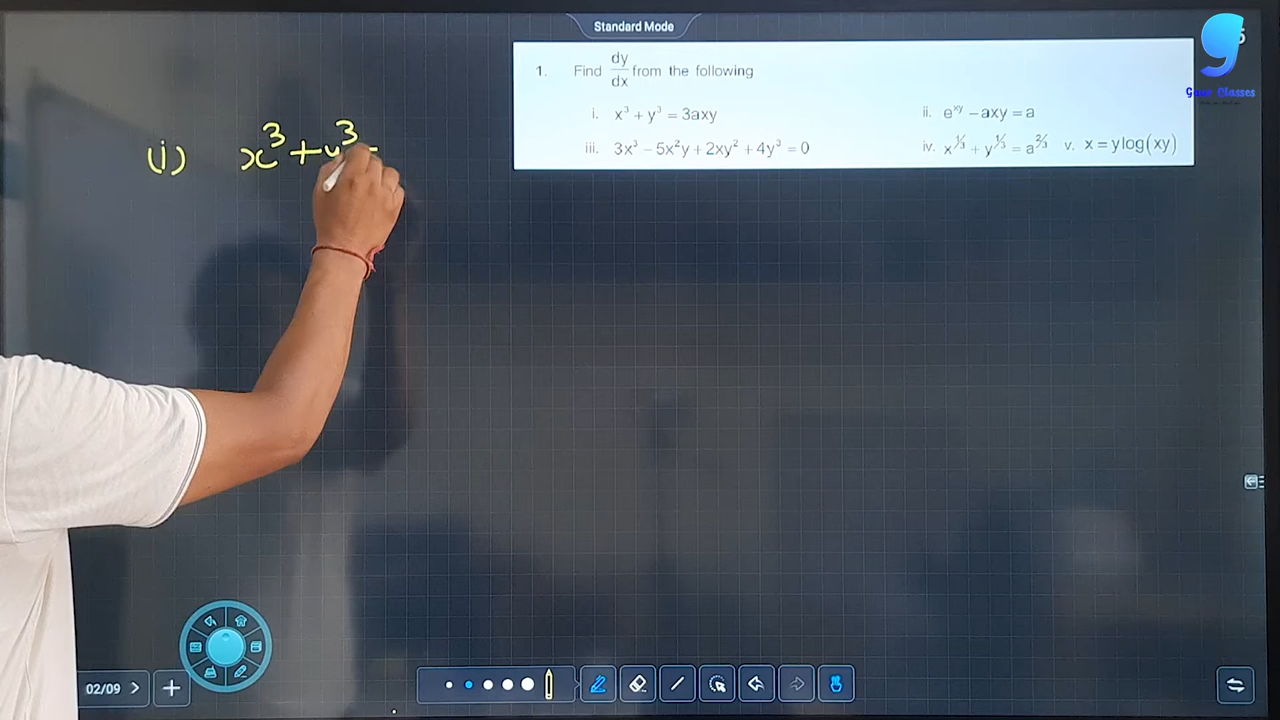 Standard Mode
1. Find dy/dx from the following
i. x³ + y³ = 3axy
ii. e^xy − axy = a
iii. 3x³ − 5x²y + 2xy² + 4y³ = 0
iv. x^1/3 + y^1/3 = a^2/3 v. x = y log(xy)
(i) x³ + y³ =
02/09